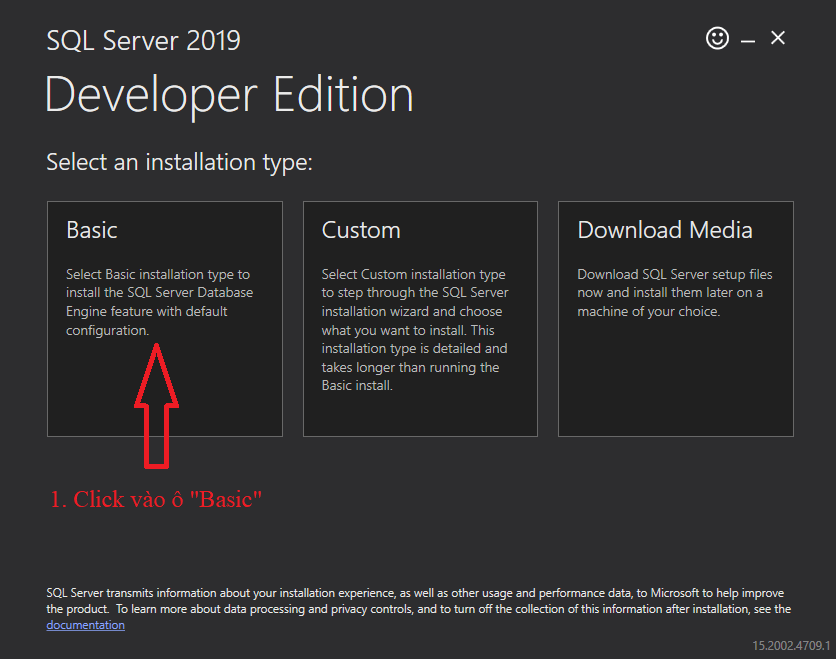 SQL Server 2019
Developer Edition
Select an installation type:
Basic
Select Basic installation type to
install the SQL Server Database
Engine feature with default
configuration.
Custom
Select Custom installation type
to step through the SQL Server
installation wizard and choose
what you want to install. This
installation type is detailed and
takes longer than running the
Basic install.
Download Media
Download SQL Server setup files
now and install them later on a
machine of your choice.
1. Click vào ô "Basic"
SQL Server transmits information about your installation experience, as well as other usage and performance data, to Microsoft to help improve
the product.  To learn more about data processing and privacy controls, and to turn off the collection of this information after installation, see the
documentation
15.2002.4709.1